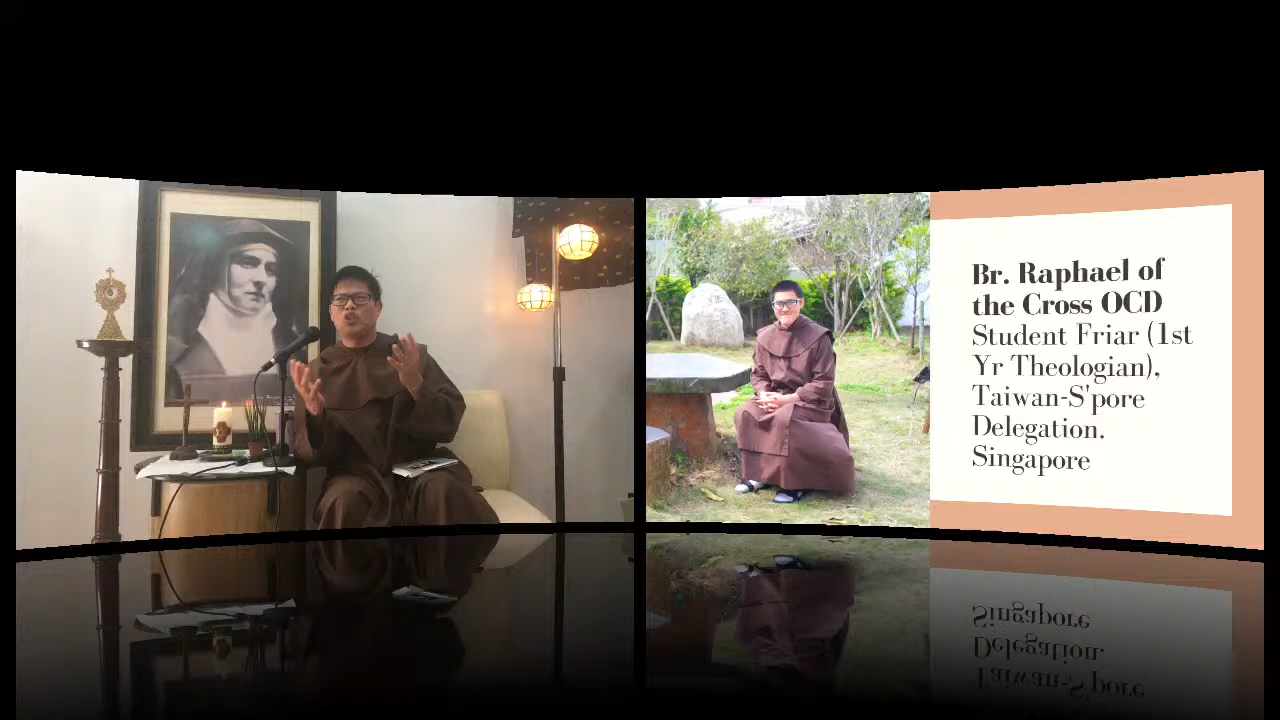 Br. Raphael of
the Cross OCD
Student Friar (1st
Yr Theologian),
Taiwan-S'pore
Delegation.
Singapore